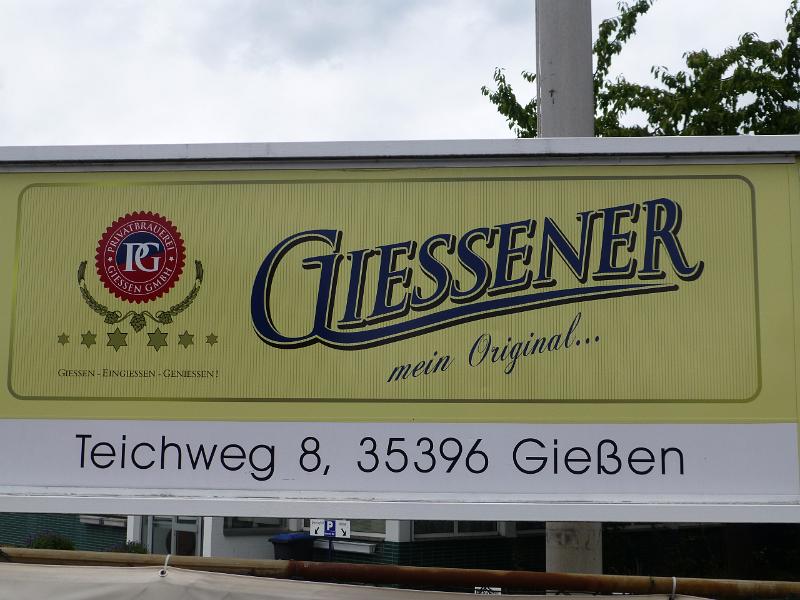 PRIVATBRAUEREI
PG
GIESSEN GMBH
GIESSENER
mein Original...
GIESSEN - EINGIESSEN - GENIESSEN!
Teichweg 8, 35396 Gießen
P